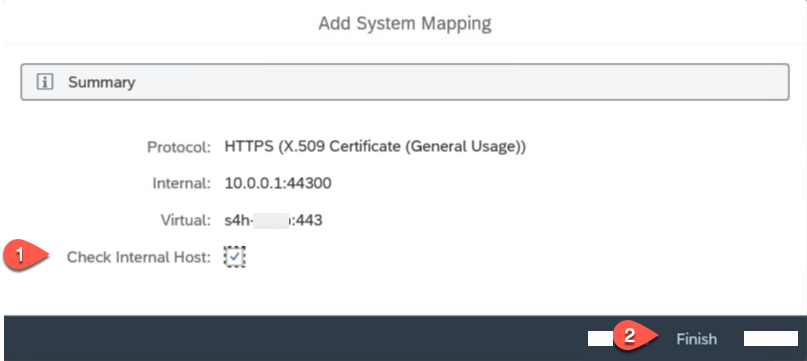 Add System Mapping
i Summary
Protocol: HTTPS (X.509 Certificate (General Usage))
Internal: 10.0.0.1:44300
Virtual: s4h- :443
1 Check Internal Host:
2 Finish